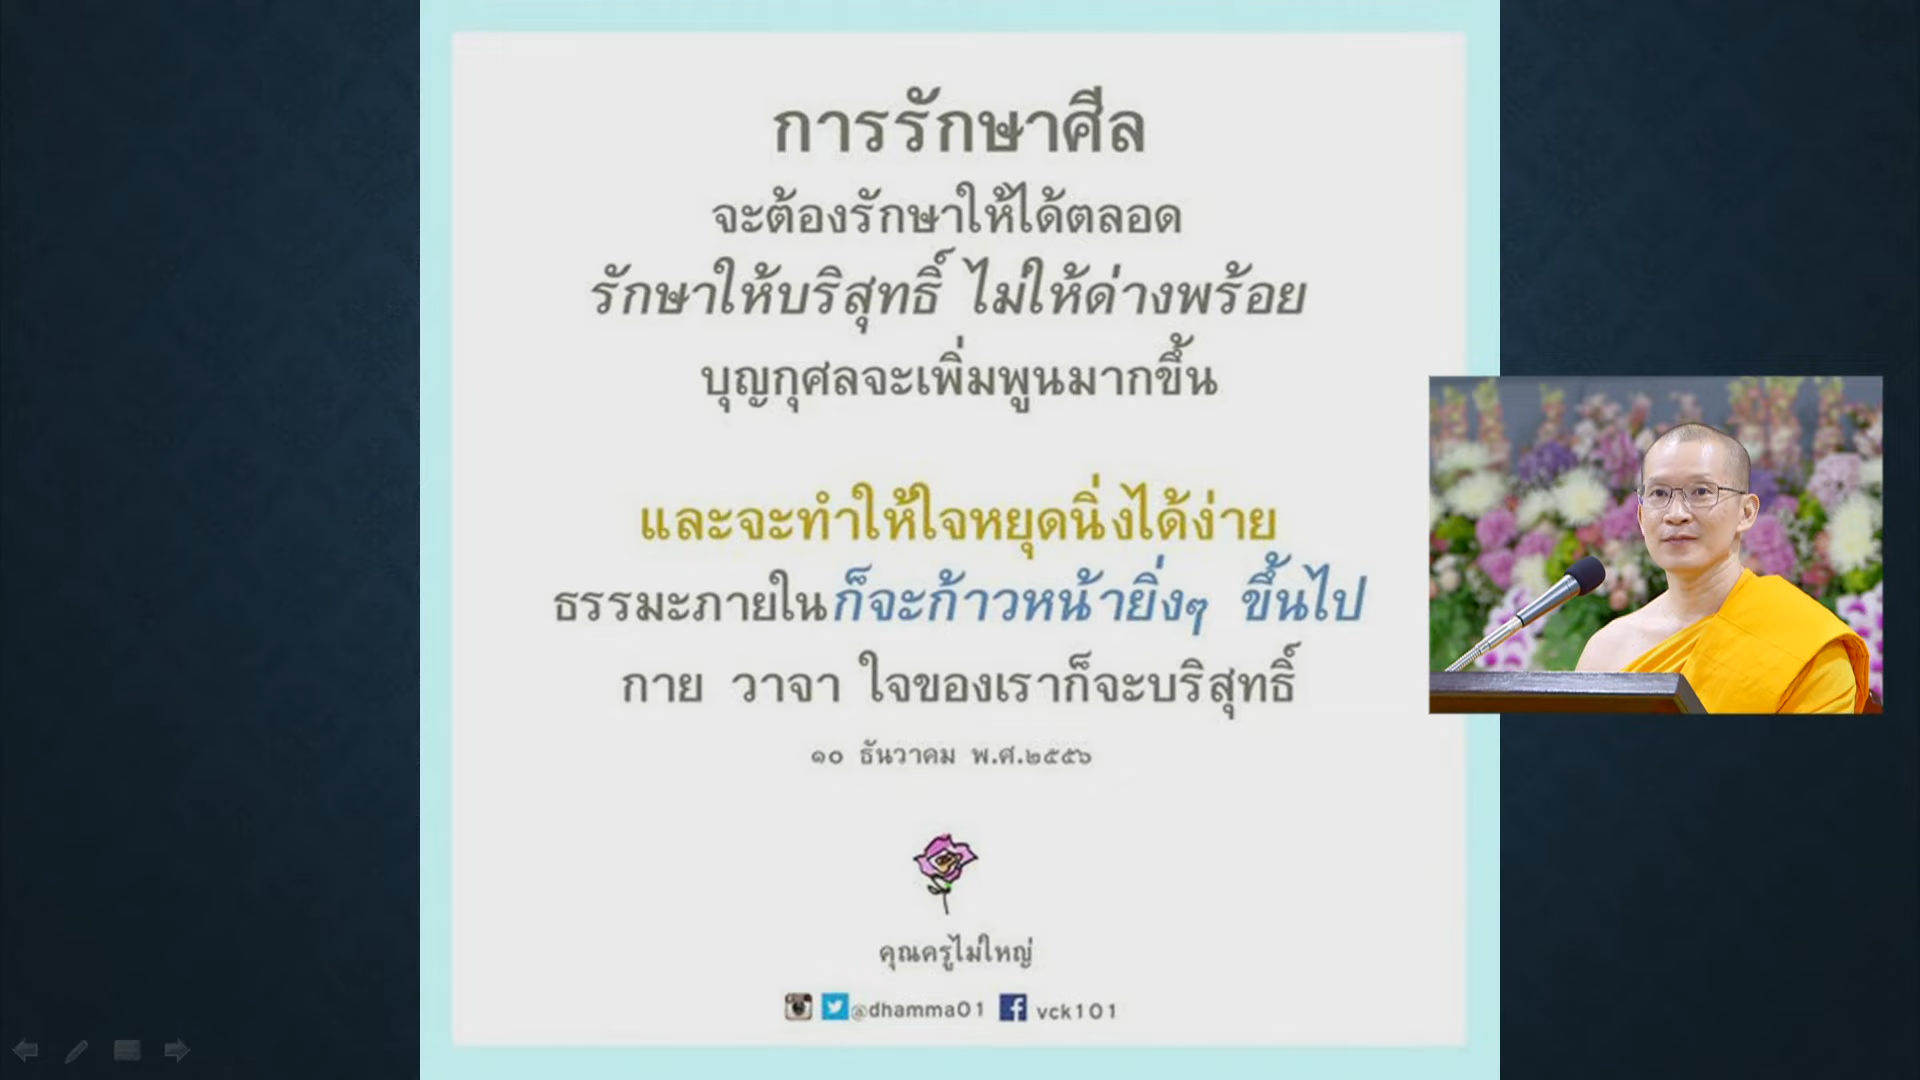 การรักษาศีล
จะต้องรักษาให้ได้ตลอด
รักษาให้บริสุทธิ์ ไม่ให้ด่างพร้อย
บุญกุศลจะเพิ่มพูนมากขึ้น
และจะทำให้ใจหยุดนิ่งได้ง่าย
ธรรมะภายในก็จะก้าวหน้ายิ่งๆ ขึ้นไป
กาย วาจา ใจของเราก็จะบริสุทธิ์
๑๐ ธันวาคม พ.ศ.๒๕๕๖
คุณครูไม่ใหญ่
@dhamma01 vck101